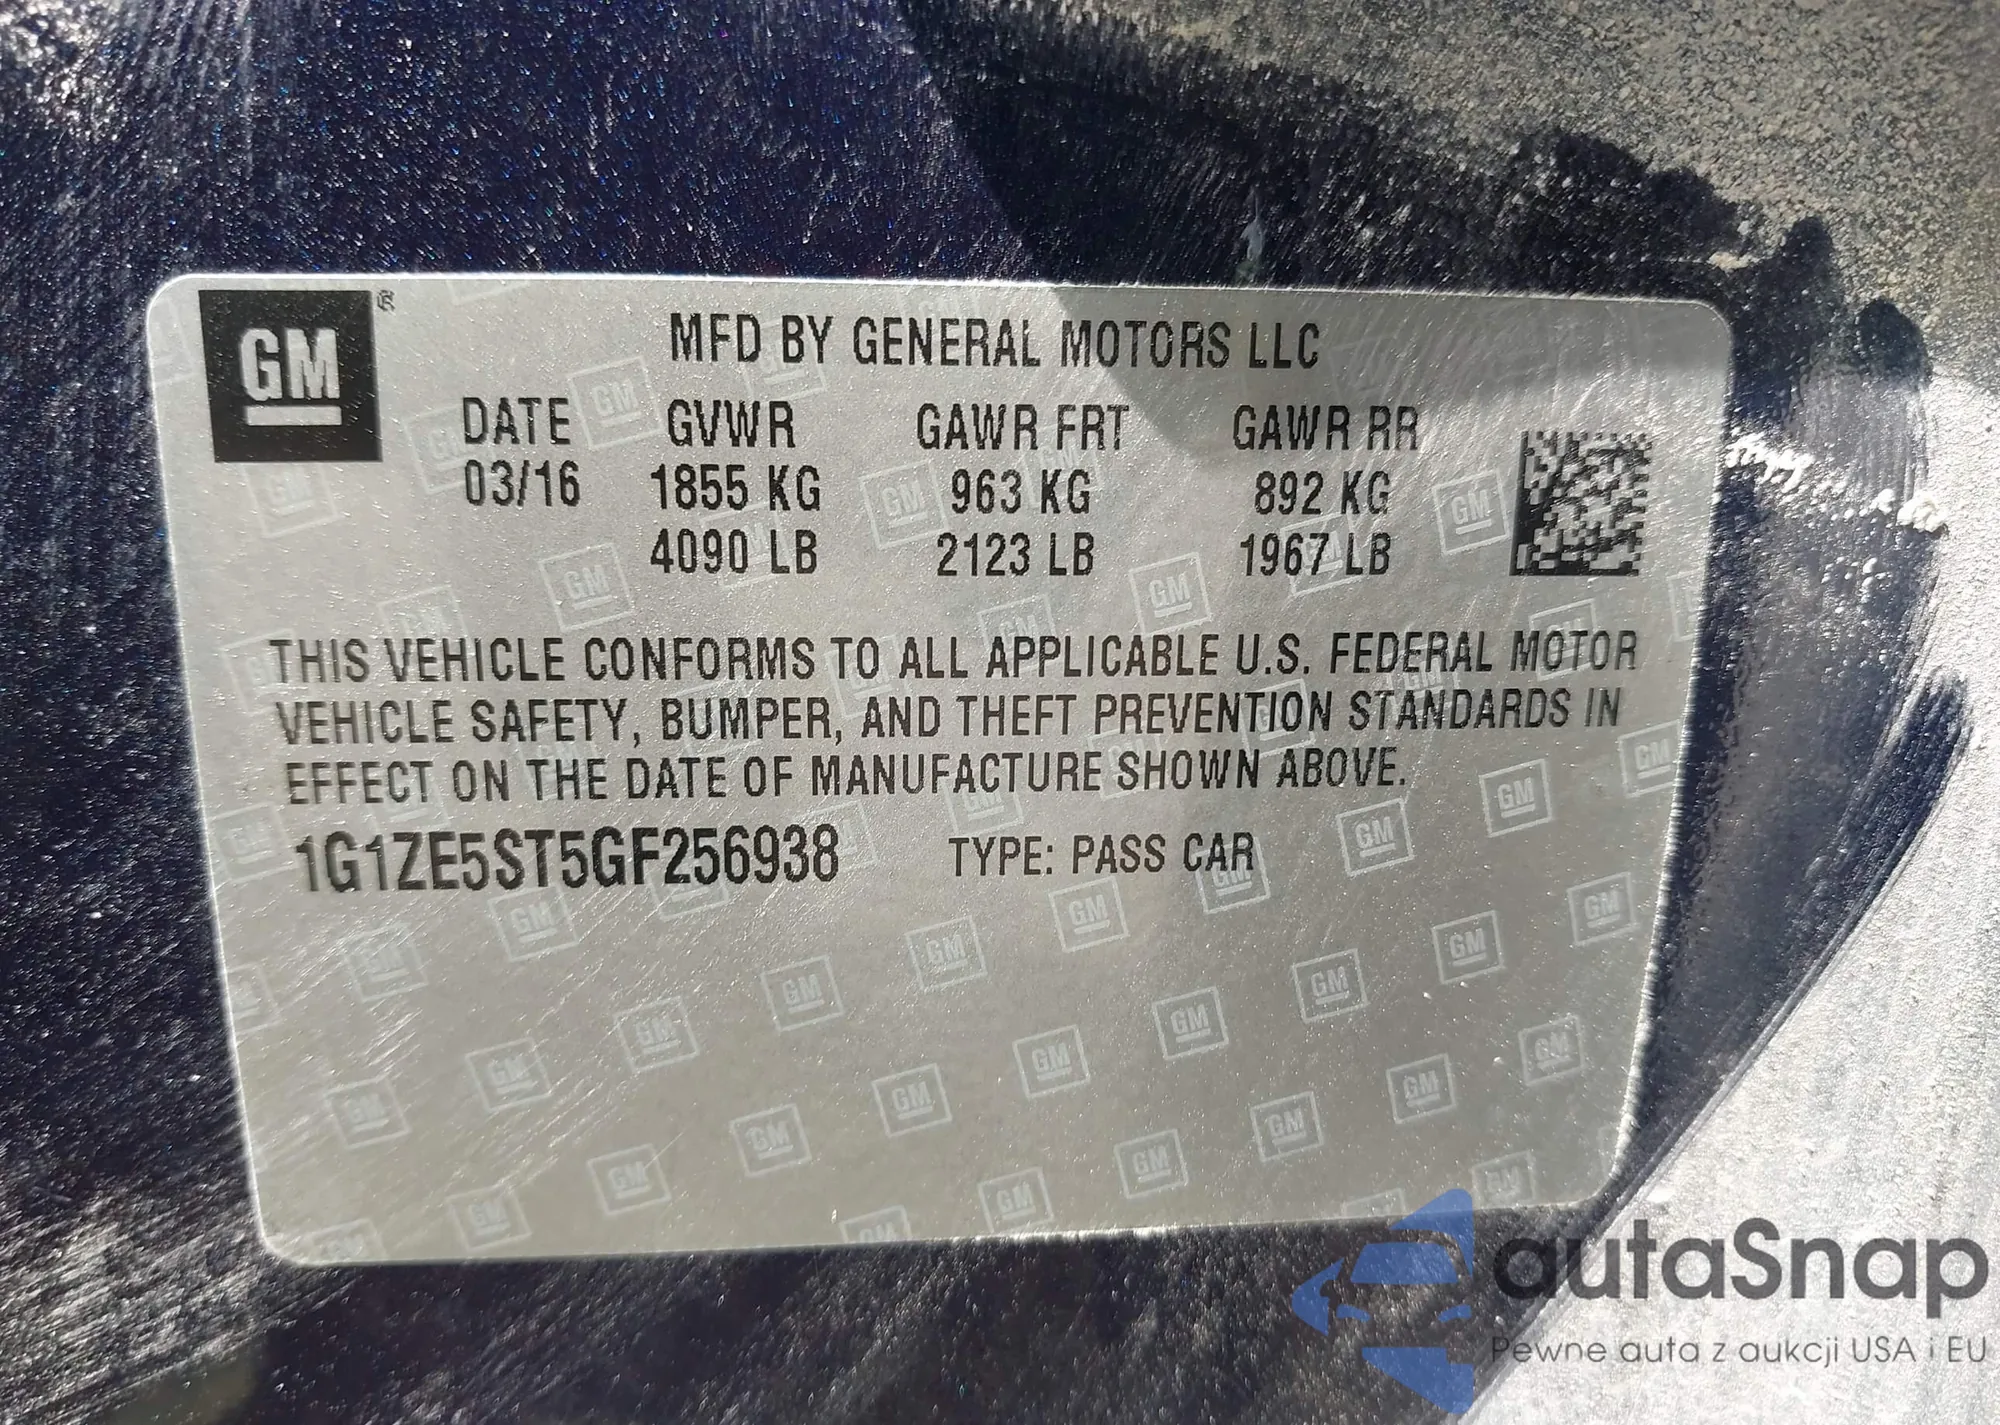 GM ®
MFD BY GENERAL MOTORS LLC
DATE GVWR GAWR FRT GAWR RR
03/16 1855 KG 963 KG 892 KG
4090 LB 2123 LB 1967 LB
THIS VEHICLE CONFORMS TO ALL APPLICABLE U.S. FEDERAL MOTOR
VEHICLE SAFETY, BUMPER, AND THEFT PREVENTION STANDARDS IN
EFFECT ON THE DATE OF MANUFACTURE SHOWN ABOVE.
1G1ZE5ST5GF256938 TYPE: PASS CAR
autaSnap
Pewne auta z aukcji USA i EU